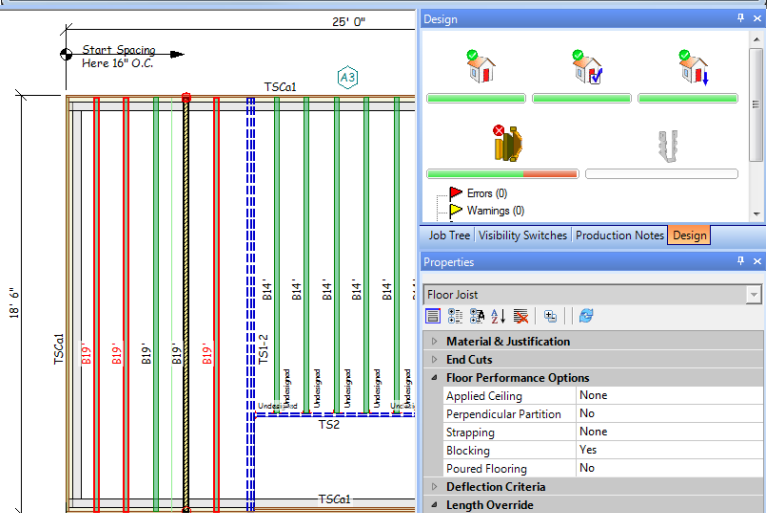 25' 0"
Start Spacing
Here 16" O.C.
A3
TSCa1
18' 6"
TSCa1
B19'
B19'
B19'
B19'
B19'
TS1-2
B14'
B14'
B14'
B14'
B14'
Undesigned
Undesigned
Undesigned
Undesigned
Undesigned
Undesigned
TS2
TSCa1
Design
Errors (0)
Warnings (0)
Job Tree Visibility Switches Production Notes Design
Properties
Floor Joist
Material & Justification
End Cuts
Floor Performance Options
Applied Ceiling None
Perpendicular Partition No
Strapping None
Blocking Yes
Poured Flooring No
Deflection Criteria
Length Override